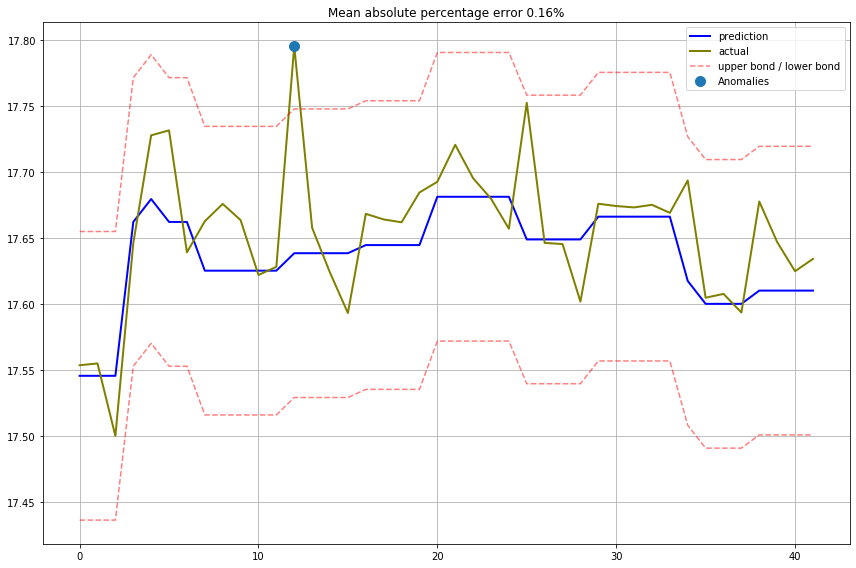 Mean absolute percentage error 0.16%
prediction
actual
upper bond / lower bond
Anomalies
17.80
17.75
17.70
17.65
17.60
17.55
17.50
17.45
0 10 20 30 40